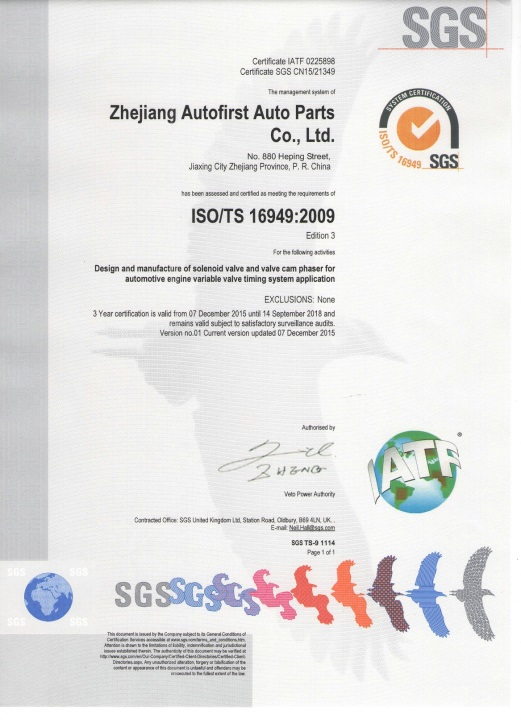 SGS
Certificate IATF 0225898
Certificate SGS CN15/21349
The management system of
Zhejiang Autofirst Auto Parts
Co., Ltd.
No. 880 Heping Street,
Jiaxing City Zhejiang Province, P. R. China
SYSTEM CERTIFICATION
ISO/TS 16949
SGS
has been assessed and certified as meeting the requirements of
ISO/TS 16949:2009
Edition 3
For the following activities
Design and manufacture of solenoid valve and valve cam phaser for
automotive engine variable valve timing system application
EXCLUSIONS: None
3 Year certification is valid from 07 December 2015 until 14 September 2018 and
remains valid subject to satisfactory surveillance audits.
Version no.01 Current version updated 07 December 2015
Authorised by
ZHENG
Veto Power Authority
IATF
®
Contracted Office: SGS United Kingdom Ltd, Station Road, Oldbury, B69 4LN, UK. .
E-mail: Neil.Hall@sgs.com
SGS TS-9 1114
Page 1 of 1
SGS SGS
SGS SGS
SGS SGS SGS
This document is issued by the Company subject to its General Conditions of
Certification Services accessible at www.sgs.com/terms_and_conditions.htm.
Attention is drawn to the limitations of liability, indemnification and jurisdictional
issues established therein. The authenticity of this document may be verified at
http://www.sgs.com/en/Our-Company/Certified-Client-Directories/Certified-Client-
Directories.aspx. Any unauthorized alteration, forgery or falsification of the
content or appearance of this document is unlawful and offenders may be
prosecuted to the fullest extent of the law.